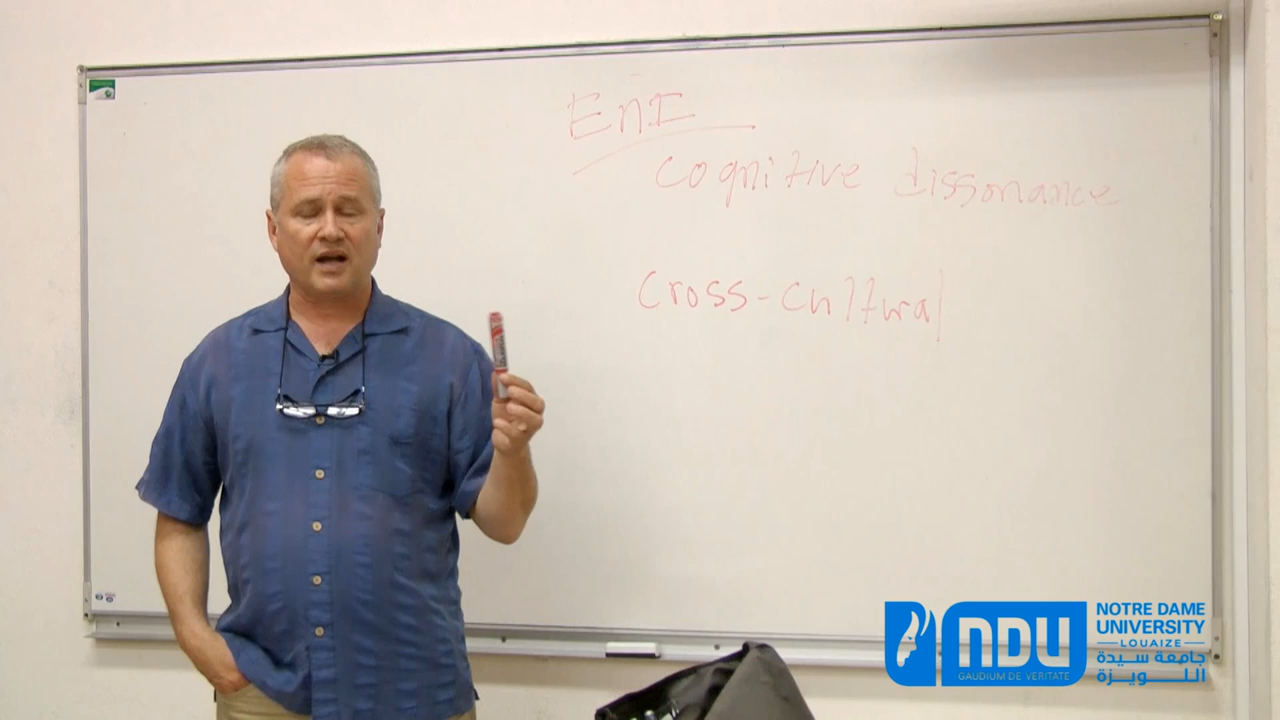 EnI
cognitive dissonance
cross-cultural
NDU
GAUDIUM DE VERITATE
NOTRE DAME
UNIVERSITY
LOUAIZE
جامعة سيدة
اللويزة